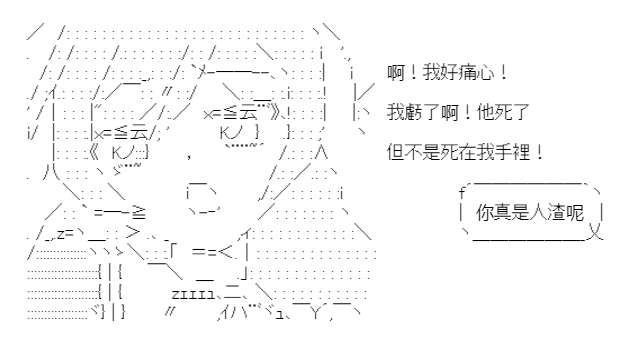 啊！我好痛心！
我虧了啊！他死了
但不是死在我手裡！
你真是人渣呢